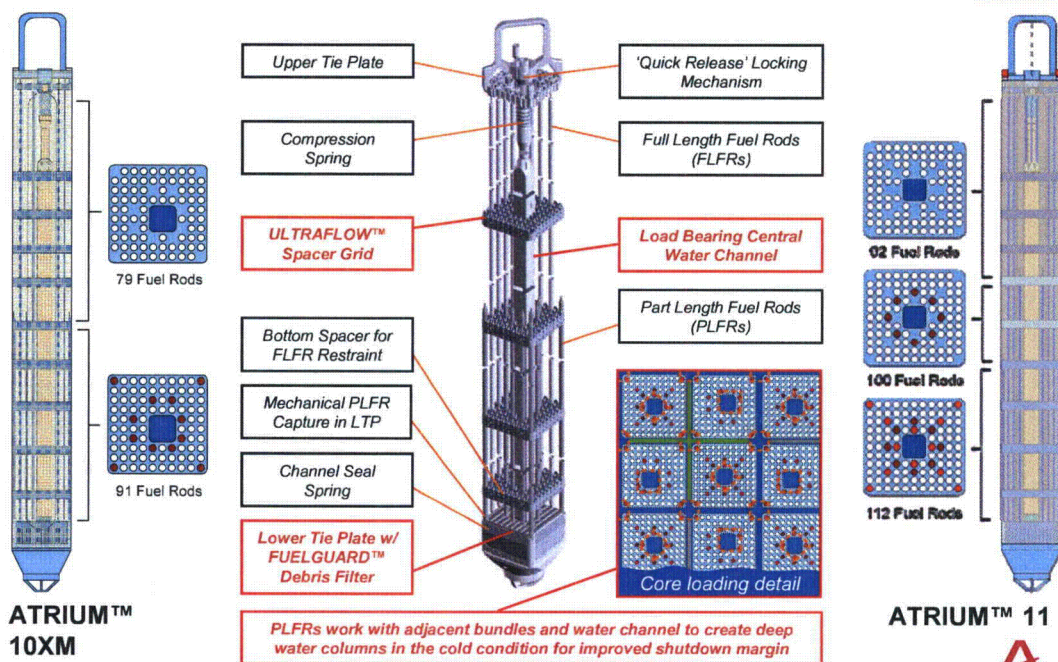 Upper Tie Plate
Compression
Spring
ULTRAFLOW™
Spacer Grid
Bottom Spacer for
FLFR Restraint
Mechanical PLFR
Capture in LTP
Channel Seal
Spring
Lower Tie Plate w/
FUELGUARD™
Debris Filter
'Quick Release' Locking
Mechanism
Full Length Fuel Rods
(FLFRs)
Load Bearing Central
Water Channel
Part Length Fuel Rods
(PLFRs)
Core loading detail
PLFRs work with adjacent bundles and water channel to create deep
water columns in the cold condition for improved shutdown margin
79 Fuel Rods
91 Fuel Rods
ATRIUM™
10XM
Fuel Rods
100 Fuel Rods
112 Fuel Rods
ATRIUM™ 11